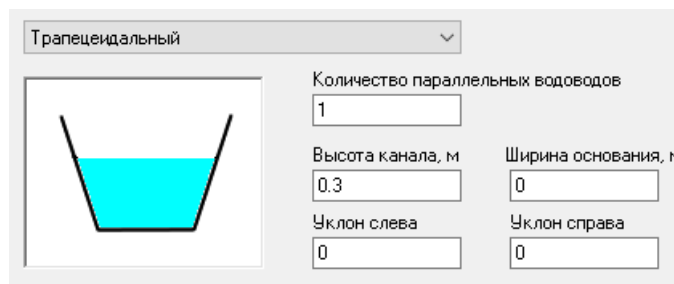 Трапецеидальный
Количество параллельных водоводов
1
Высота канала, м Ширина основания,
0.3 0
Уклон слева Уклон справа
0 0